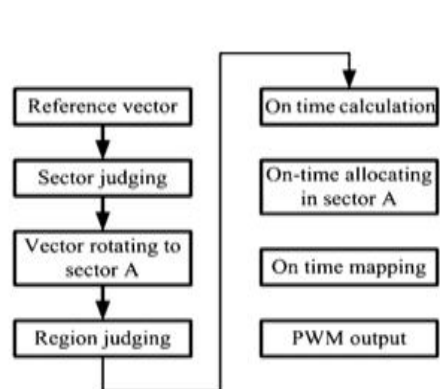 Reference vector
Sector judging
Vector rotating to
sector A
Region judging
On time calculation
On-time allocating
in sector A
On time mapping
PWM output